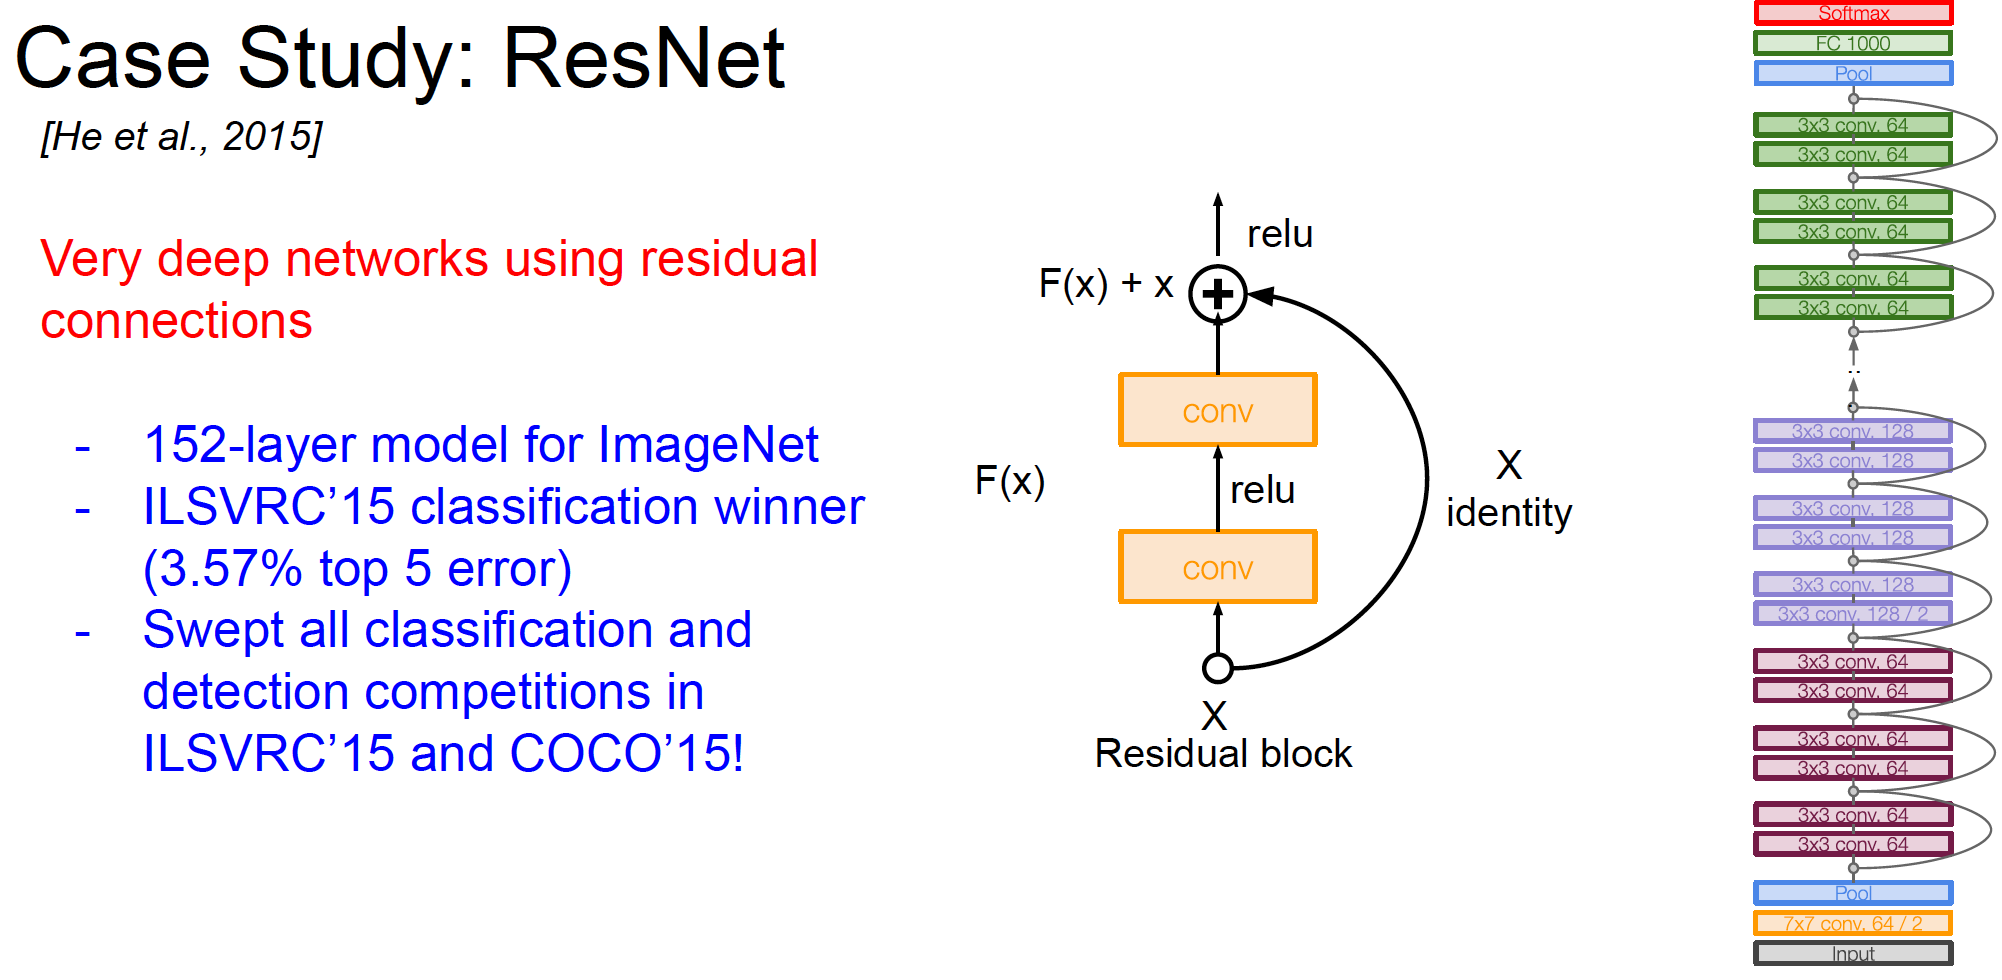 Case Study: ResNet
[He et al., 2015]
Very deep networks using residual
connections
- 152-layer model for ImageNet
- ILSVRC’15 classification winner
(3.57% top 5 error)
- Swept all classification and
detection competitions in
ILSVRC’15 and COCO’15!
relu
F(x) + x
conv
F(x)
relu
X
identity
conv
X
Residual block
Softmax
FC 1000
Pool
3x3 conv, 64
3x3 conv, 64
3x3 conv, 64
3x3 conv, 64
3x3 conv, 64
3x3 conv, 64
..
3x3 conv, 128
3x3 conv, 128
3x3 conv, 128
3x3 conv, 128
3x3 conv, 128
3x3 conv, 128 / 2
3x3 conv, 64
3x3 conv, 64
3x3 conv, 64
3x3 conv, 64
3x3 conv, 64
3x3 conv, 64
Pool
7x7 conv, 64 / 2
Input